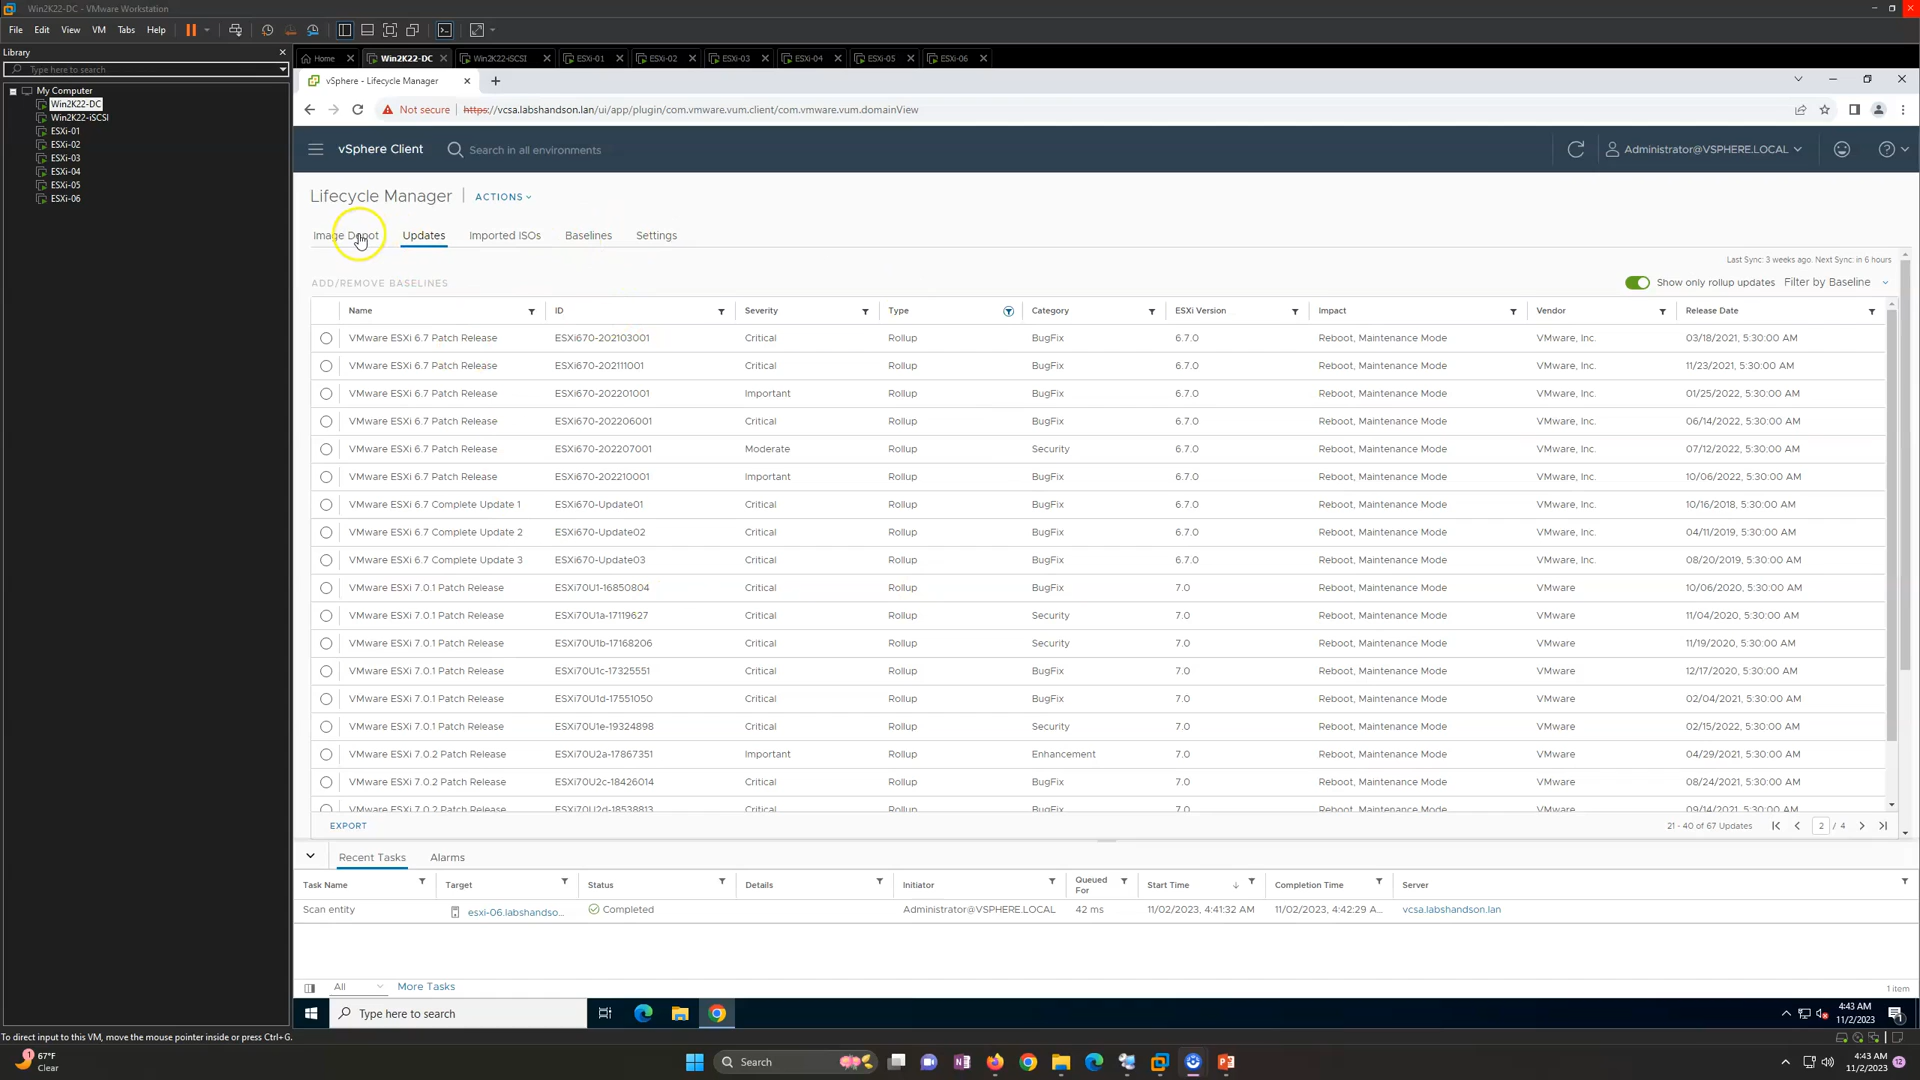 Win2K22-DC - VMware Workstation
File Edit View VM Tabs Help
Library
Type here to search
My Computer
Win2K22-DC
Win2K22-iSCSI
ESXi-01
ESXi-02
ESXi-03
ESXi-04
ESXi-05
ESXi-06
Home Win2K22-DC Win2K22-iSCSI ESXi-01 ESXi-02 ESXi-03 ESXi-04 ESXi-05 ESXi-06
vSphere - Lifecycle Manager
Not secure https://vcsa.labshandson.lan/ui/app/plugin/com.vmware.vum.client/com.vmware.vum.domainView
vSphere Client Search in all environments Administrator@VSPHERE.LOCAL
Lifecycle Manager ACTIONS
Image Depot Updates Imported ISOs Baselines Settings
Last Sync: 3 weeks ago. Next Sync: in 6 hours
ADD/REMOVE BASELINES Show only rollup updates Filter by Baseline
Name ID Severity Type Category ESXi Version Impact Vendor Release Date
VMware ESXi 6.7 Patch Release ESXi670-202103001 Critical Rollup BugFix 6.7.0 Reboot, Maintenance Mode VMware, Inc. 03/18/2021, 5:30:00 AM
VMware ESXi 6.7 Patch Release ESXi670-202111001 Critical Rollup BugFix 6.7.0 Reboot, Maintenance Mode VMware, Inc. 11/23/2021, 5:30:00 AM
VMware ESXi 6.7 Patch Release ESXi670-202201001 Important Rollup BugFix 6.7.0 Reboot, Maintenance Mode VMware, Inc. 01/25/2022, 5:30:00 AM
VMware ESXi 6.7 Patch Release ESXi670-202206001 Critical Rollup BugFix 6.7.0 Reboot, Maintenance Mode VMware, Inc. 06/14/2022, 5:30:00 AM
VMware ESXi 6.7 Patch Release ESXi670-202207001 Moderate Rollup Security 6.7.0 Reboot, Maintenance Mode VMware, Inc. 07/12/2022, 5:30:00 AM
VMware ESXi 6.7 Patch Release ESXi670-202210001 Important Rollup BugFix 6.7.0 Reboot, Maintenance Mode VMware, Inc. 10/06/2022, 5:30:00 AM
VMware ESXi 6.7 Complete Update 1 ESXi670-Update01 Critical Rollup BugFix 6.7.0 Reboot, Maintenance Mode VMware, Inc. 10/16/2018, 5:30:00 AM
VMware ESXi 6.7 Complete Update 2 ESXi670-Update02 Critical Rollup BugFix 6.7.0 Reboot, Maintenance Mode VMware, Inc. 04/11/2019, 5:30:00 AM
VMware ESXi 6.7 Complete Update 3 ESXi670-Update03 Critical Rollup BugFix 6.7.0 Reboot, Maintenance Mode VMware, Inc. 08/20/2019, 5:30:00 AM
VMware ESXi 7.0.1 Patch Release ESXi70U1-16850804 Critical Rollup BugFix 7.0 Reboot, Maintenance Mode VMware 10/06/2020, 5:30:00 AM
VMware ESXi 7.0.1 Patch Release ESXi70U1a-17119627 Critical Rollup Security 7.0 Reboot, Maintenance Mode VMware 11/04/2020, 5:30:00 AM
VMware ESXi 7.0.1 Patch Release ESXi70U1b-17168206 Critical Rollup Security 7.0 Reboot, Maintenance Mode VMware 11/19/2020, 5:30:00 AM
VMware ESXi 7.0.1 Patch Release ESXi70U1c-17325551 Critical Rollup BugFix 7.0 Reboot, Maintenance Mode VMware 12/17/2020, 5:30:00 AM
VMware ESXi 7.0.1 Patch Release ESXi70U1d-17551050 Critical Rollup BugFix 7.0 Reboot, Maintenance Mode VMware 02/04/2021, 5:30:00 AM
VMware ESXi 7.0.1 Patch Release ESXi70U1e-19324898 Critical Rollup Security 7.0 Reboot, Maintenance Mode VMware 02/15/2022, 5:30:00 AM
VMware ESXi 7.0.2 Patch Release ESXi70U2a-17867351 Important Rollup Enhancement 7.0 Reboot, Maintenance Mode VMware 04/29/2021, 5:30:00 AM
VMware ESXi 7.0.2 Patch Release ESXi70U2c-18426014 Critical Rollup BugFix 7.0 Reboot, Maintenance Mode VMware 08/24/2021, 5:30:00 AM
VMware ESXi 7.0.2 Patch Release ESXi70U2d-18538813 Critical Rollup BugFix 7.0 Reboot, Maintenance Mode VMware 09/14/2021, 5:30:00 AM
EXPORT 21 - 40 of 67 Updates 2 / 4
Recent Tasks Alarms
Task Name Target Status Details Initiator Queued For Start Time Completion Time Server
Scan entity esxi-06.labshandso... Completed Administrator@VSPHERE.LOCAL 42 ms 11/02/2023, 4:41:32 AM 11/02/2023, 4:42:29 A... vcsa.labshandson.lan
All More Tasks 1 item
Type here to search 4:43 AM
11/2/2023 1
To direct input to this VM, move the mouse pointer inside or press Ctrl+G.
1 67°F
Clear
Search
4:43 AM
11/2/2023 12